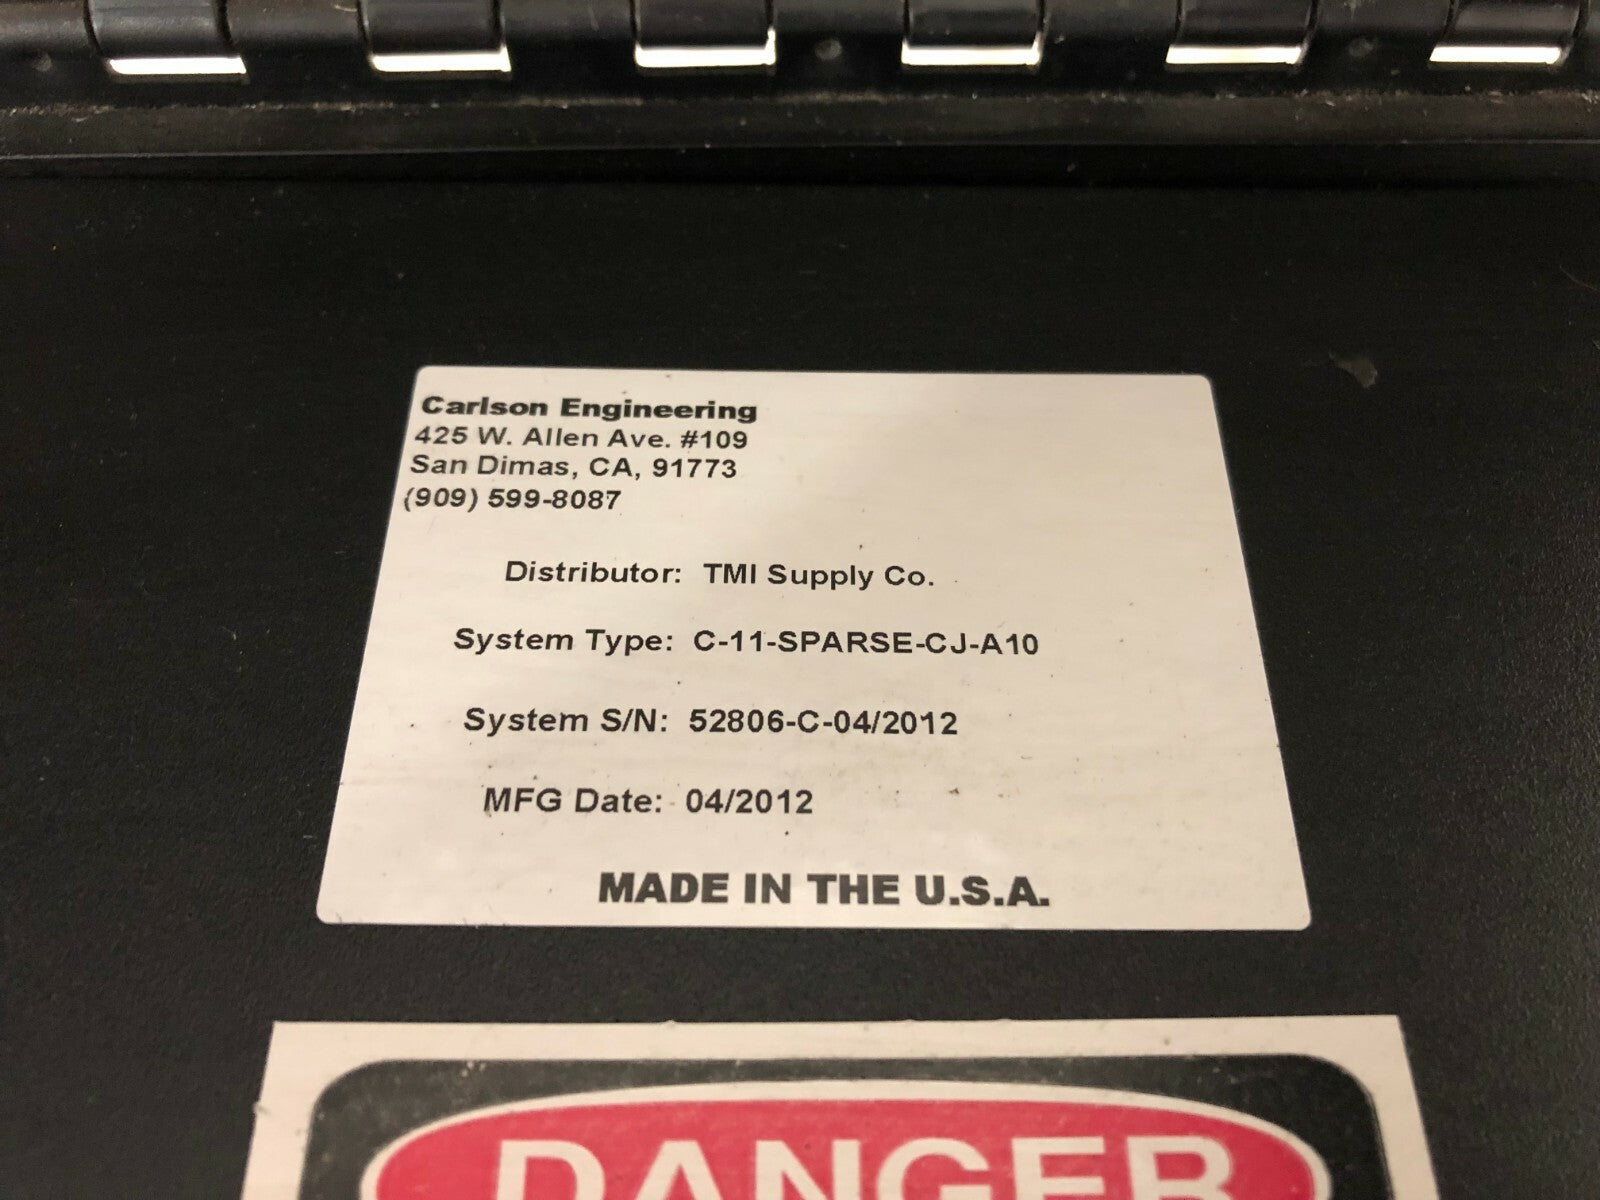 Carlson Engineering
425 W. Allen Ave. #109
San Dimas, CA, 91773
(909) 599-8087
Distributor: TMI Supply Co.
System Type: C-11-SPARSE-CJ-A10
System S/N: 52806-C-04/2012
MFG Date: 04/2012
MADE IN THE U.S.A.
DANGER